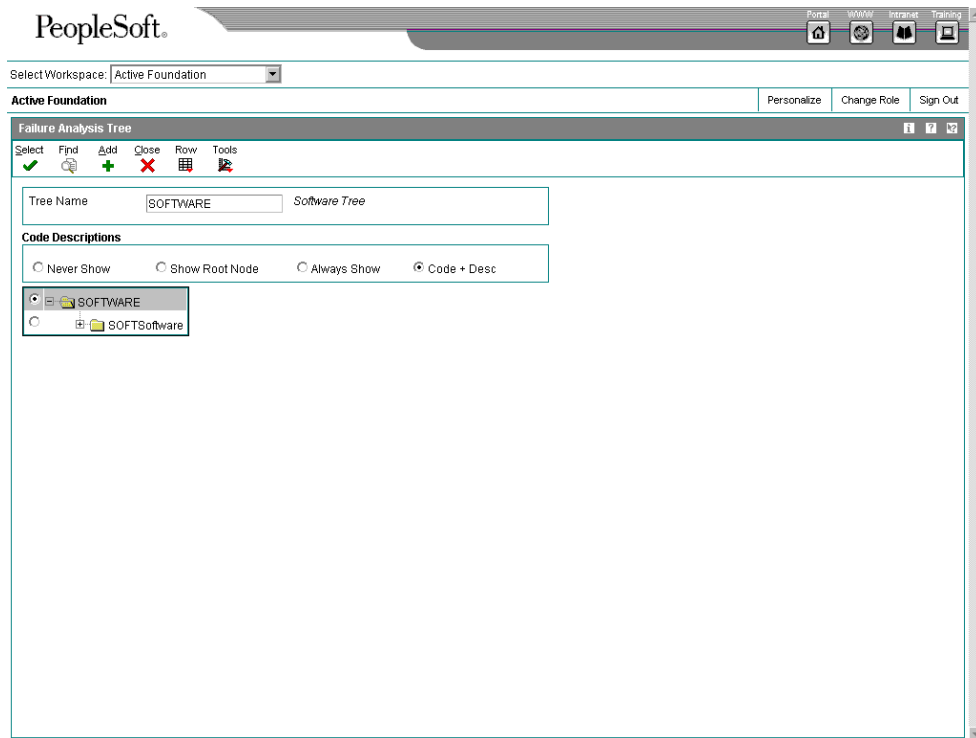 Portal WWW Intranet Training
PeopleSoft.
Select Workspace: Active Foundation
Active Foundation Personalize Change Role Sign Out
Failure Analysis Tree
Select Find Add Close Row Tools
Tree Name SOFTWARE Software Tree
Code Descriptions
Never Show Show Root Node Always Show Code + Desc
SOFTWARE
SOFTSoftware